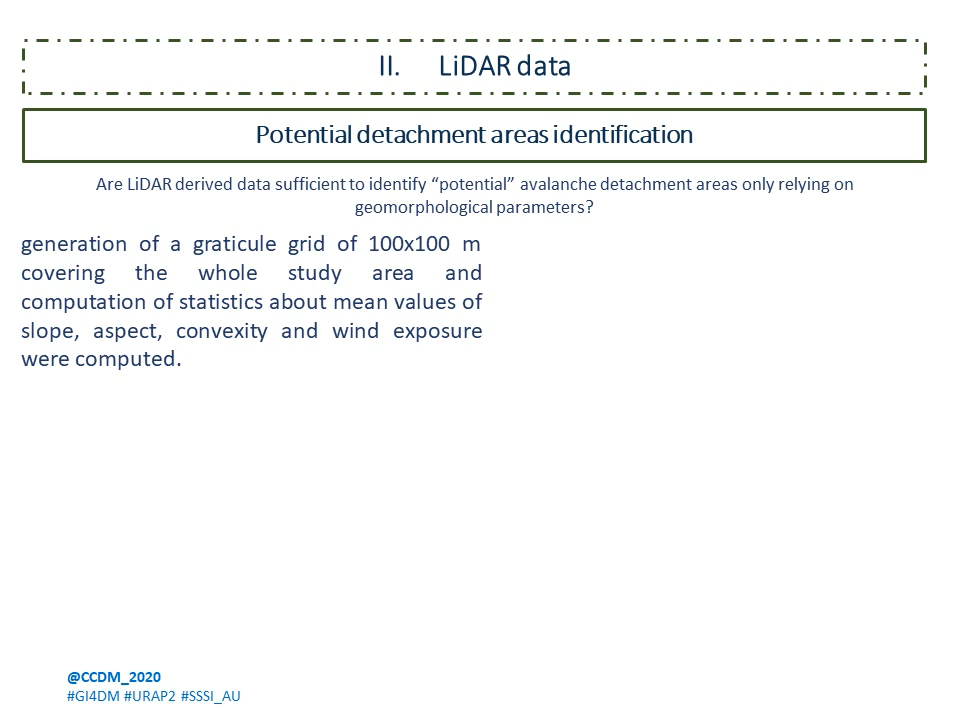 II. LiDAR data
Potential detachment areas identification
Are LiDAR derived data sufficient to identify “potential” avalanche detachment areas only relying on
geomorphological parameters?
generation of a graticule grid of 100x100 m
covering the whole study area and
computation of statistics about mean values of
slope, aspect, convexity and wind exposure
were computed.
@CCDM_2020
#GI4DM #URAP2 #SSSI_AU